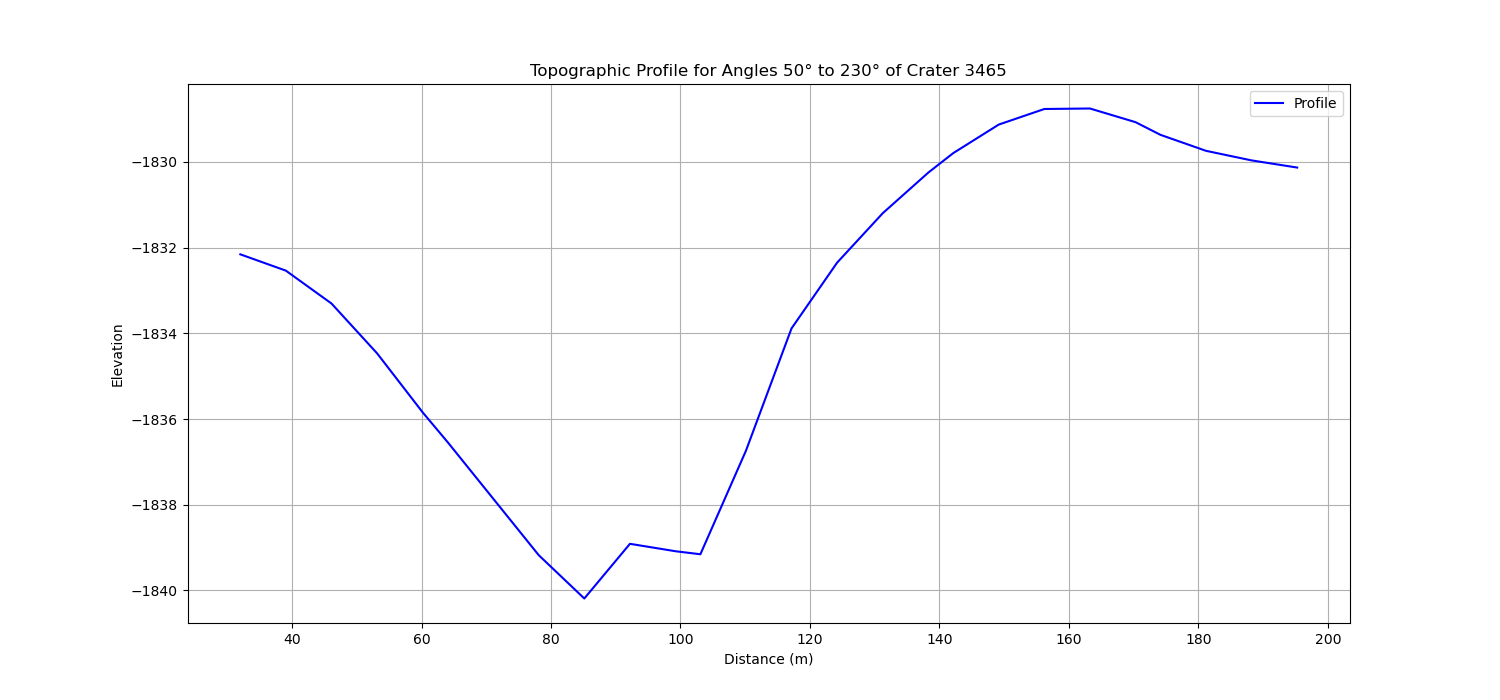 Topographic Profile for Angles 50° to 230° of Crater 3465
Profile
Elevation
−1830
−1832
−1834
−1836
−1838
−1840
40 60 80 100 120 140 160 180 200
Distance (m)